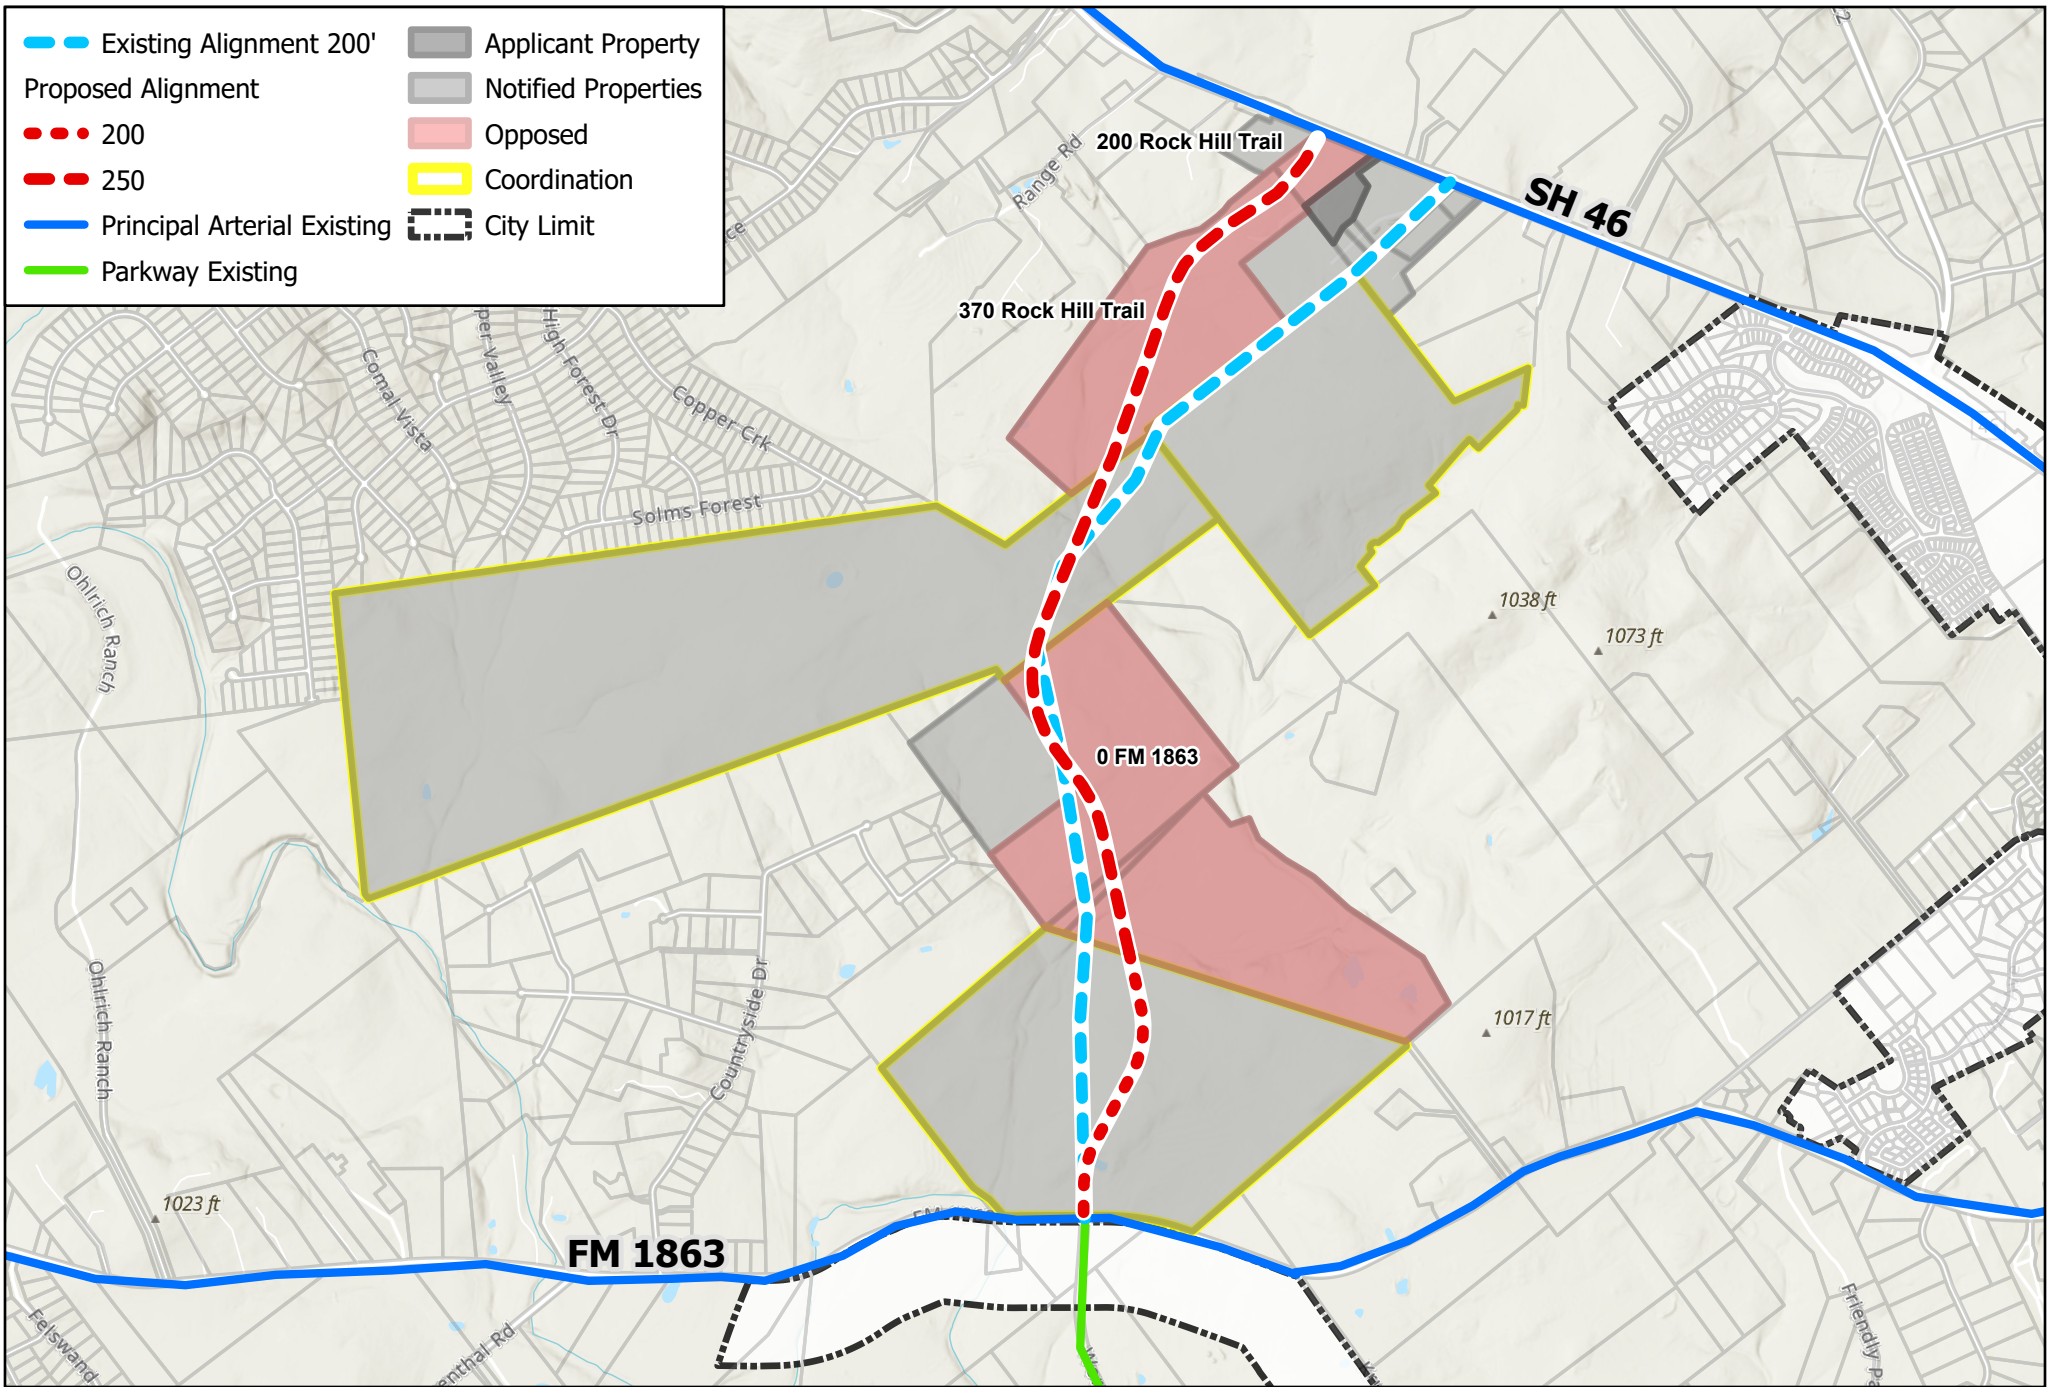 Existing Alignment 200'
Proposed Alignment
200
250
Principal Arterial Existing
Parkway Existing
Applicant Property
Notified Properties
Opposed
Coordination
City Limit
200 Rock Hill Trail
Range Rd
SH 46
370 Rock Hill Trail
High Forest Dr
Comal Vista
Copper Crk
Solms Forest
Ohlrich Ranch
1038 ft
1073 ft
0 FM 1863
Ohlrich Ranch
Countryside Dr
1017 ft
1023 ft
FM 1863
Felswand